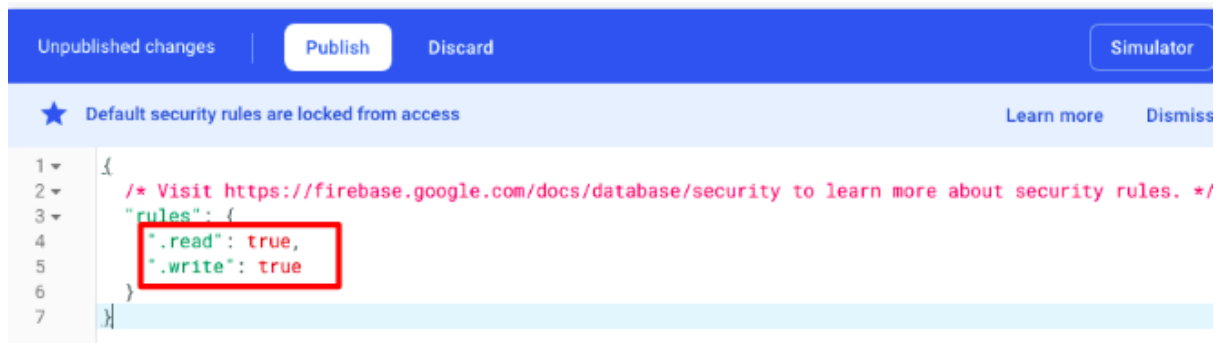 Unpublished changes Publish Discard Simulator
Default security rules are locked from access Learn more Dismiss
1 {
2 /* Visit https://firebase.google.com/docs/database/security to learn more about security rules. */
3 "rules": {
4 ".read": true,
5 ".write": true
6 }
7 }